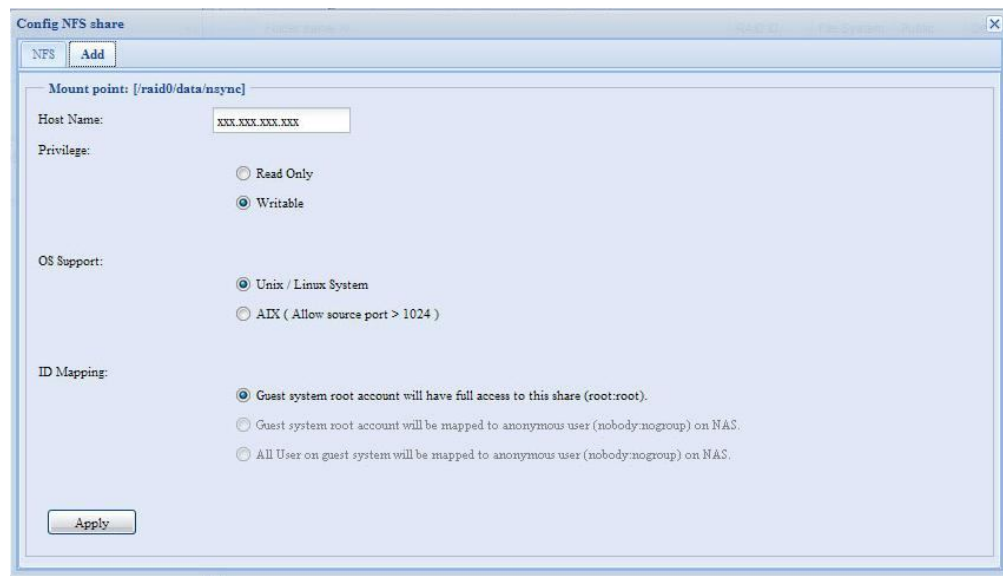 Config NFS share
NFS Add
Mount point: [/raid0/data/nsync]
Host Name: xxx.xxx.xxx.xxx
Privilege:
Read Only
Writable
OS Support:
Unix / Linux System
AIX ( Allow source port > 1024 )
ID Mapping:
Guest system root account will have full access to this share (root:root).
Guest system root account will be mapped to anonymous user (nobody:nogroup) on NAS.
All User on guest system will be mapped to anonymous user (nobody:nogroup) on NAS.
Apply